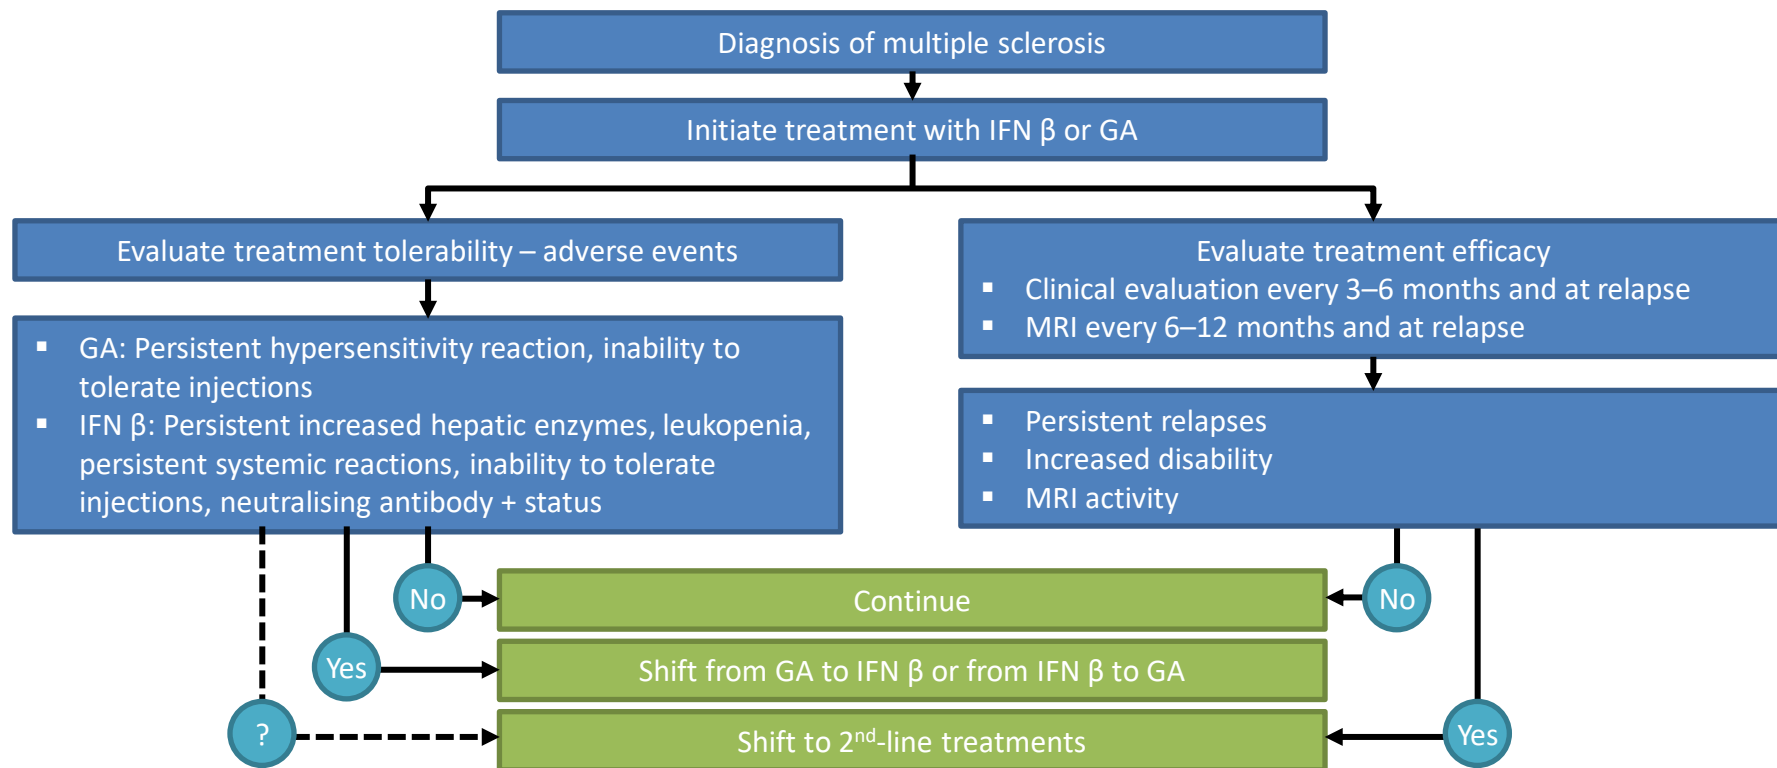 Diagnosis of multiple sclerosis
Initiate treatment with IFN β or GA
Evaluate treatment tolerability – adverse events
▪ GA: Persistent hypersensitivity reaction, inability to
tolerate injections
▪ IFN β: Persistent increased hepatic enzymes, leukopenia,
persistent systemic reactions, inability to tolerate
injections, neutralising antibody + status
Evaluate treatment efficacy
▪ Clinical evaluation every 3–6 months and at relapse
▪ MRI every 6–12 months and at relapse
▪ Persistent relapses
▪ Increased disability
▪ MRI activity
No
Continue
No
Yes
Shift from GA to IFN β or from IFN β to GA
?
Shift to 2nd-line treatments
Yes